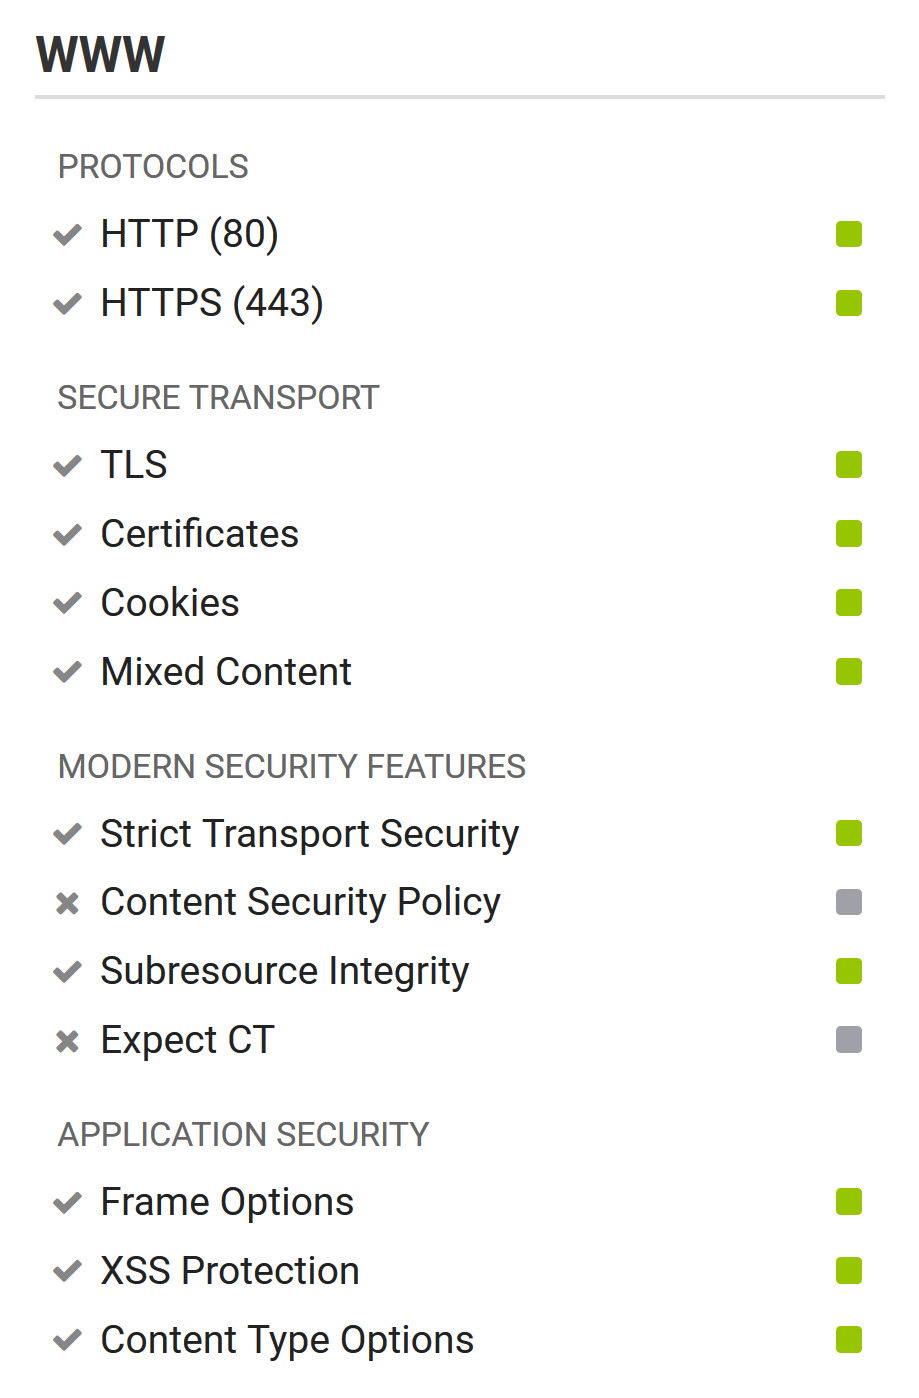 WWW
PROTOCOLS
HTTP (80)
HTTPS (443)
SECURE TRANSPORT
TLS
Certificates
Cookies
Mixed Content
MODERN SECURITY FEATURES
Strict Transport Security
Content Security Policy
Subresource Integrity
Expect CT
APPLICATION SECURITY
Frame Options
XSS Protection
Content Type Options